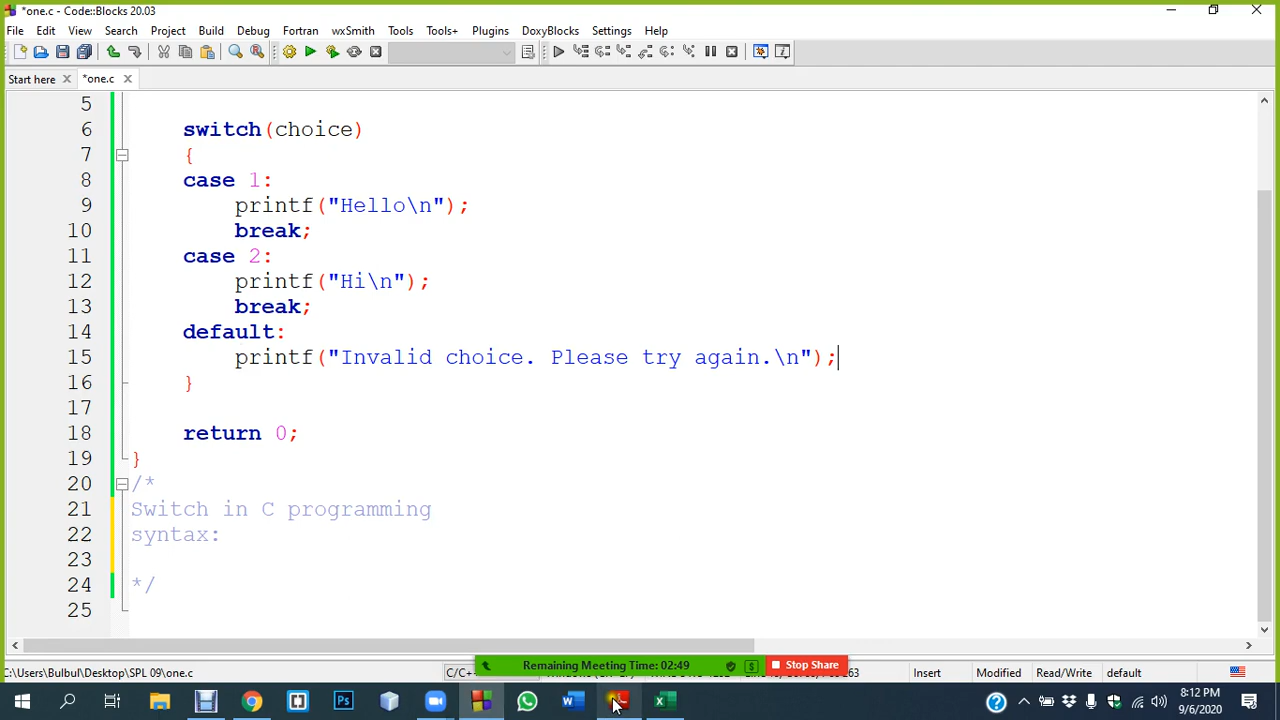 *one.c - Code::Blocks 20.03
File Edit View Search Project Build Debug Fortran wxSmith Tools Tools+ Plugins DoxyBlocks Settings Help
Start here *one.c
5
6 switch(choice)
7 {
8 case 1:
9 printf("Hello\n");
10 break;
11 case 2:
12 printf("Hi\n");
13 break;
14 default:
15 printf("Invalid choice. Please try again.\n");
16 }
17
18 return 0;
19 }
20 /*
21 Switch in C programming
22 syntax:
23
24 */
25
Remaining Meeting Time: 02:49 Stop Share
C:\Users\Bulbul\Desktop\SPL 09\one.c C/C++ Insert Modified Read/Write default
8:12 PM
9/6/2020